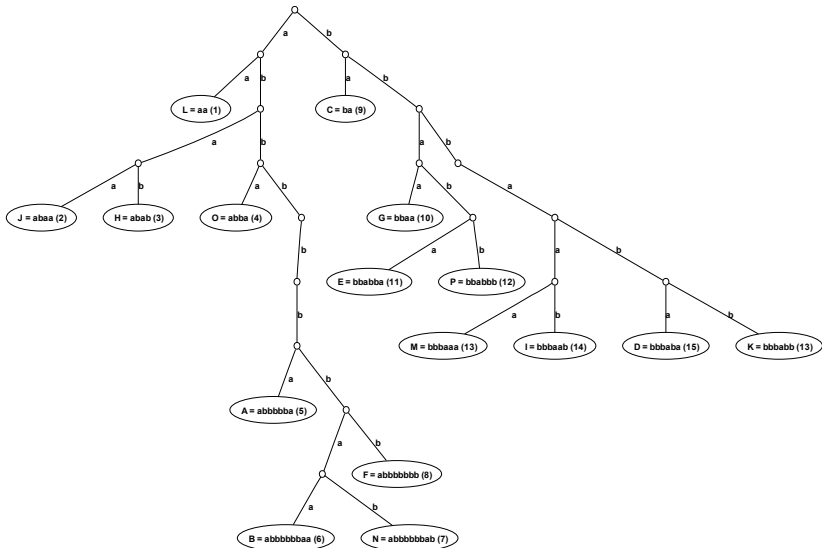 a b
a b a b
L = aa (1) C = ba (9)
a b a b
a b a b a b a
J = abaa (2) H = abab (3) O = abba (4) G = bbaa (10)
b a b a b
E = bbabba (11) P = bbabbb (12)
b a b a b
M = bbbaaa (13) I = bbbaab (14) D = bbbaba (15) K = bbbabb (13)
a b
A = abbbbba (5)
a b
F = abbbbbbb (8)
a b
B = abbbbbbaa (6) N = abbbbbbab (7)